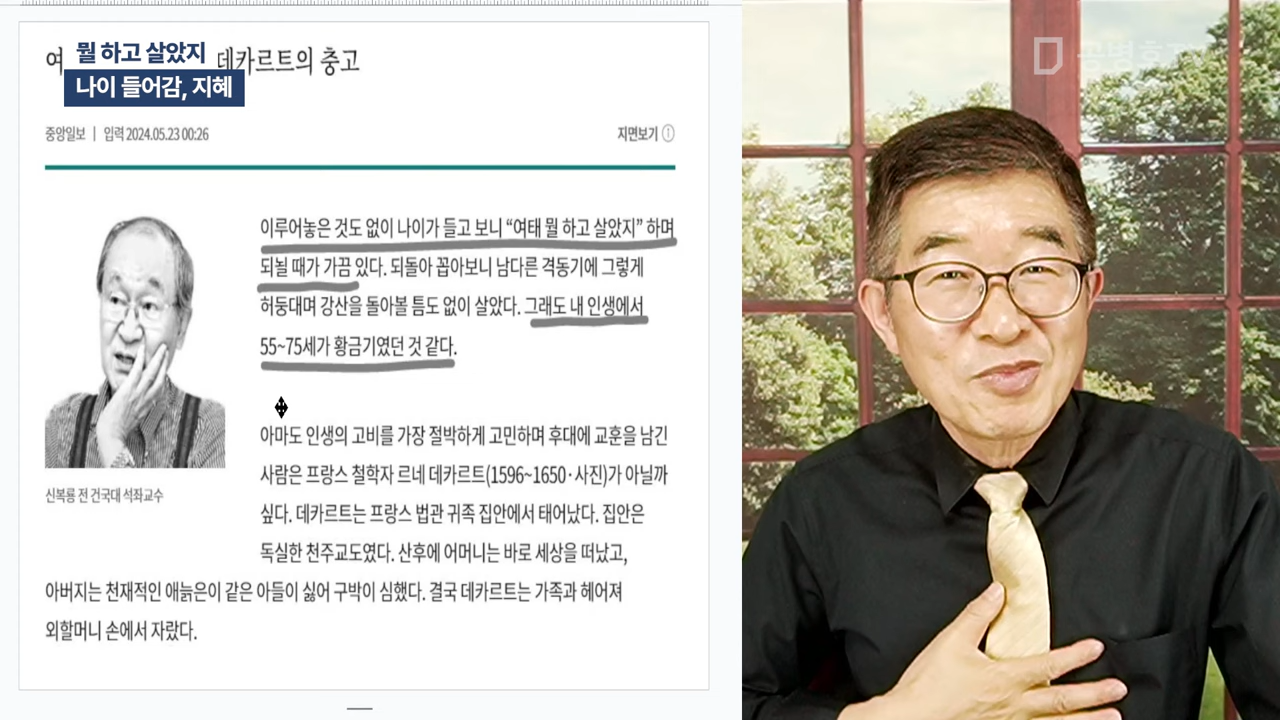 여 데카르트의 충고
뭘 하고 살았지
나이 들어감, 지혜
중앙일보 | 입력 2024.05.23 00:26
지면보기
이루어놓은 것도 없이 나이가 들고 보니 “여태 뭘 하고 살았지” 하며
되뇔 때가 가끔 있다. 되돌아 꼽아보니 남다른 격동기에 그렇게
허둥대며 강산을 돌아볼 틈도 없이 살았다. 그래도 내 인생에서
55~75세가 황금기였던 것 같다.
아마도 인생의 고비를 가장 절박하게 고민하며 후대에 교훈을 남긴
사람은 프랑스 철학자 르네 데카르트(1596~1650·사진)가 아닐까
싶다. 데카르트는 프랑스 법관 귀족 집안에서 태어났다. 집안은
독실한 천주교도였다. 산후에 어머니는 바로 세상을 떠났고,
아버지는 천재적인 애늙은이 같은 아들이 싫어 구박이 심했다. 결국 데카르트는 가족과 헤어져
외할머니 손에서 자랐다.
신복룡 전 건국대 석좌교수
공병호